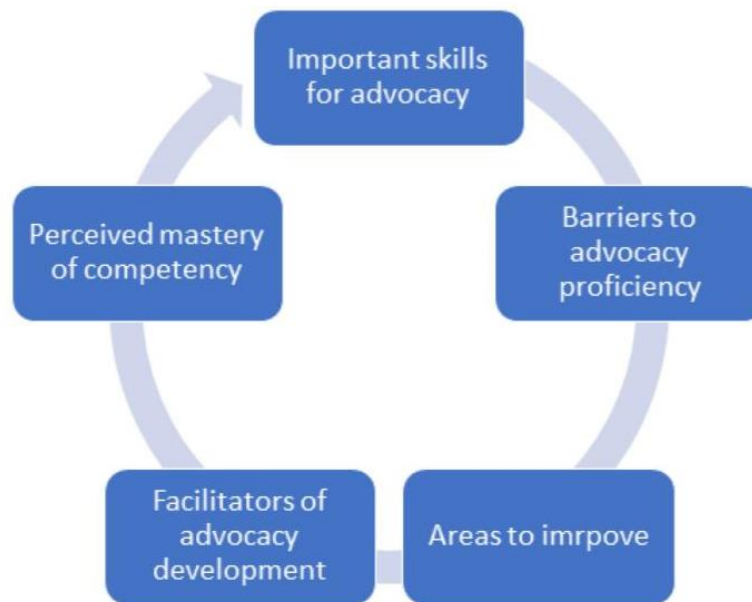 Important skills
for advocacy
Barriers to
advocacy
proficiency
Areas to imrpove
Facilitators of
advocacy
development
Perceived mastery
of competency